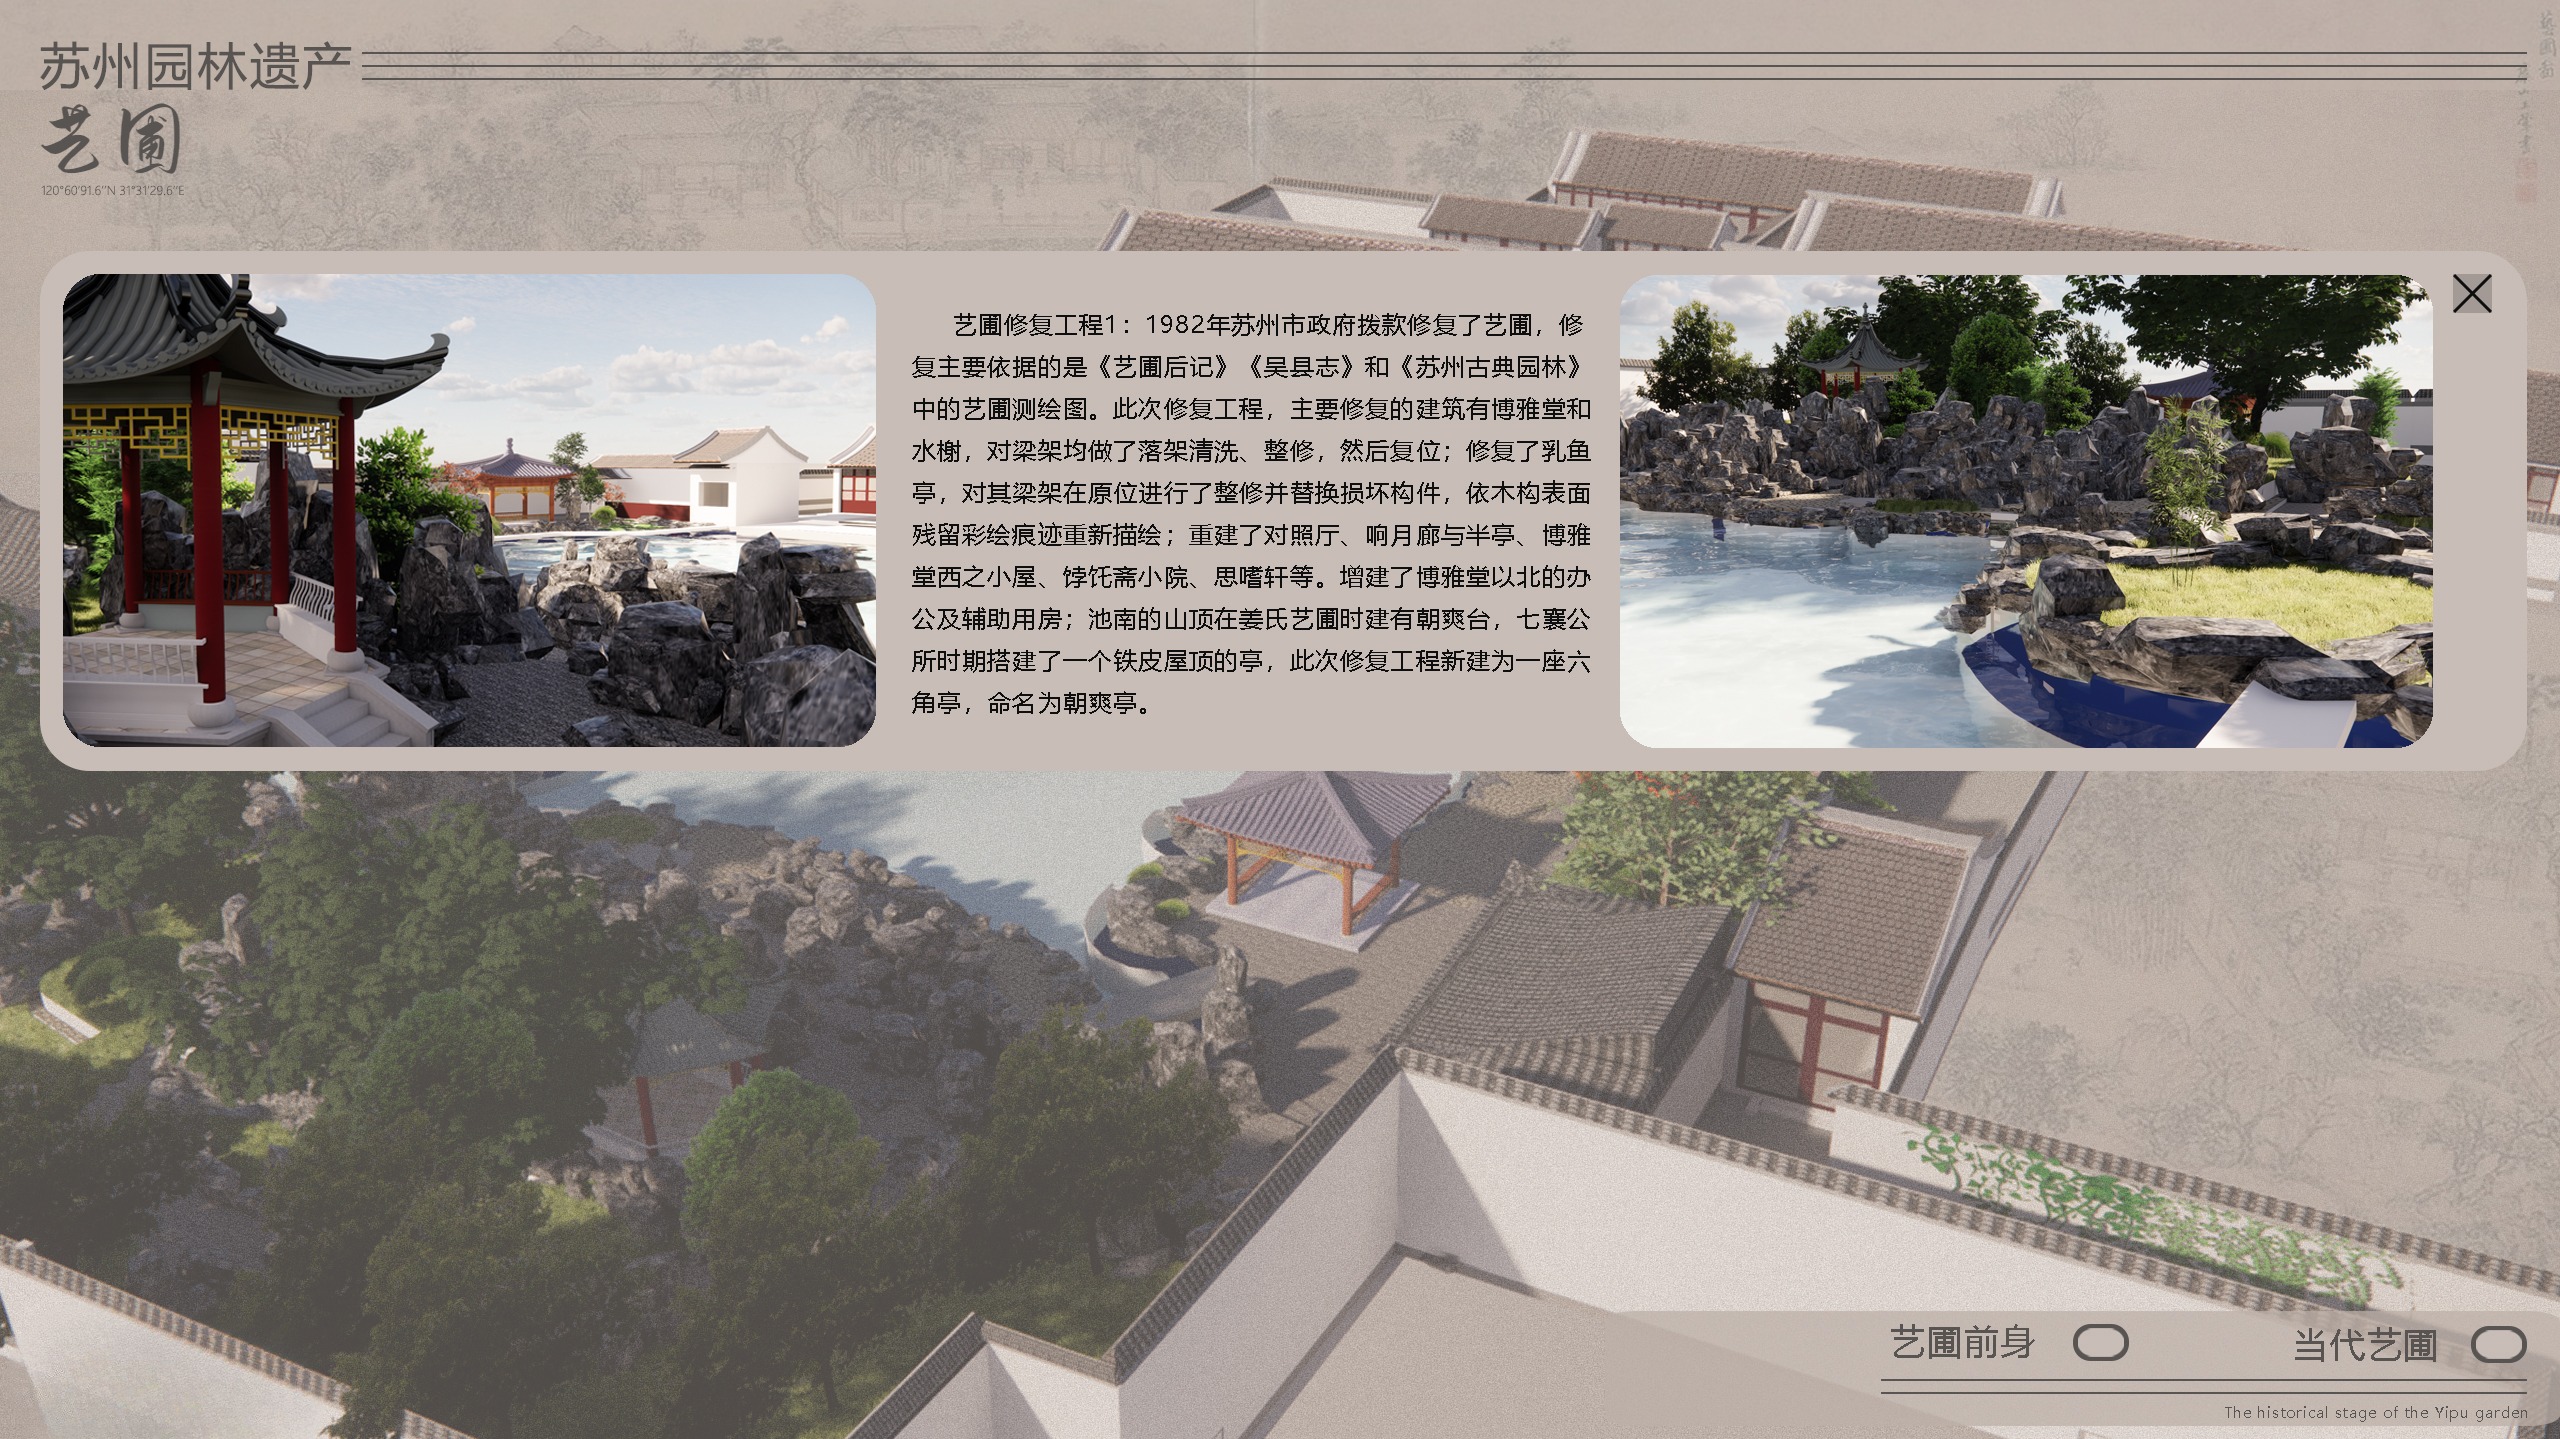 苏州园林遗产
艺圃
120°60'91.6''N 31°31'29.6''E
艺圃修复工程1：1982年苏州市政府拨款修复了艺圃，修
复主要依据的是《艺圃后记》《吴县志》和《苏州古典园林》
中的艺圃测绘图。此次修复工程，主要修复的建筑有博雅堂和
水榭，对梁架均做了落架清洗、整修，然后复位；修复了乳鱼
亭，对其梁架在原位进行了整修并替换损坏构件，依木构表面
残留彩绘痕迹重新描绘；重建了对照厅、响月廊与半亭、博雅
堂西之小屋、饽饦斋小院、思嗜轩等。增建了博雅堂以北的办
公及辅助用房；池南的山顶在姜氏艺圃时建有朝爽台，七襄公
所时期搭建了一个铁皮屋顶的亭，此次修复工程新建为一座六
角亭，命名为朝爽亭。
艺圃前身
当代艺圃
The historical stage of the Yipu garden